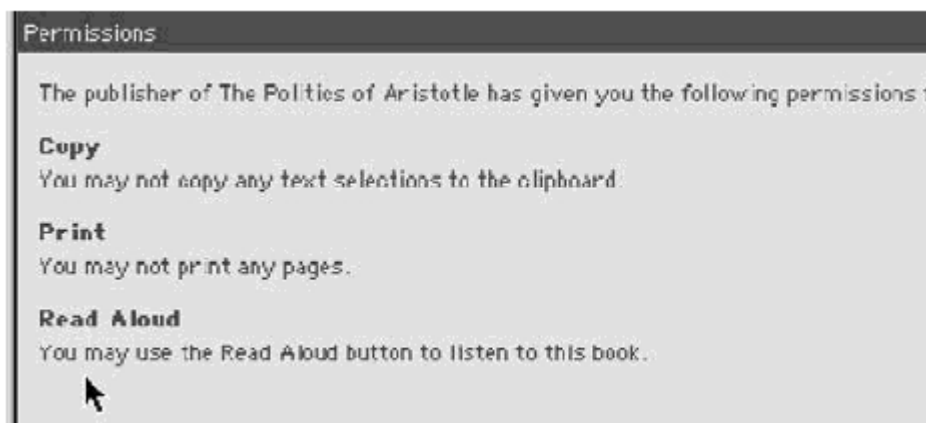 Permissions
The publisher of The Politics of Aristotle has given you the following permissions
Copy
You may not copy any text selections to the clipboard.
Print
You may not print any pages.
Read Aloud
You may use the Read Aloud button to listen to this book.